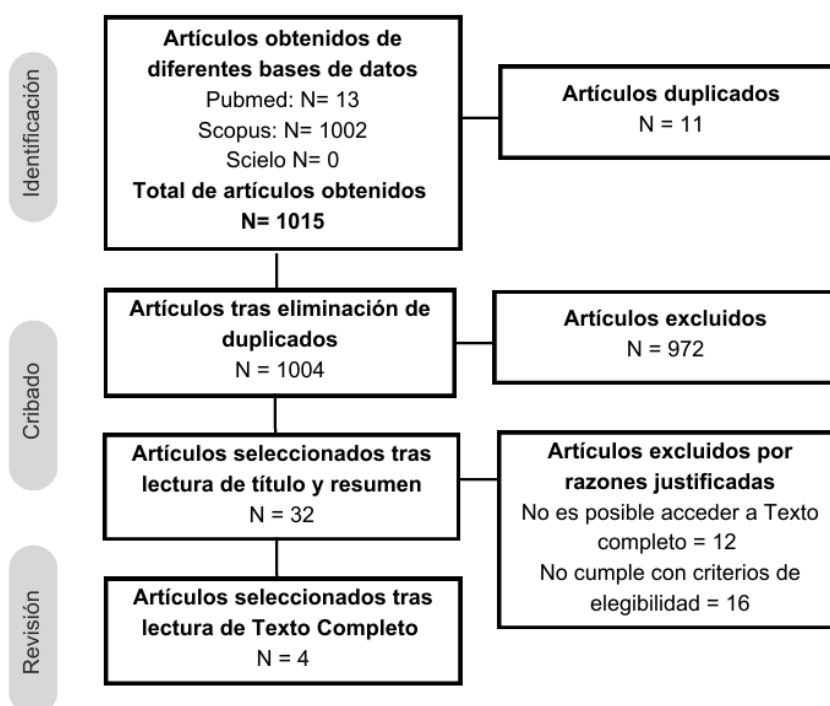 Identificación
Artículos obtenidos de
diferentes bases de datos
Pubmed: N= 13
Scopus: N= 1002
Scielo N= 0
Total de artículos obtenidos
N= 1015
Artículos duplicados
N = 11
Cribado
Artículos tras eliminación de
duplicados
N = 1004
Artículos excluidos
N = 972
Artículos seleccionados tras
lectura de título y resumen
N = 32
Artículos excluidos por
razones justificadas
No es posible acceder a Texto
completo = 12
No cumple con criterios de
elegibilidad = 16
Revisión
Artículos seleccionados tras
lectura de Texto Completo
N = 4